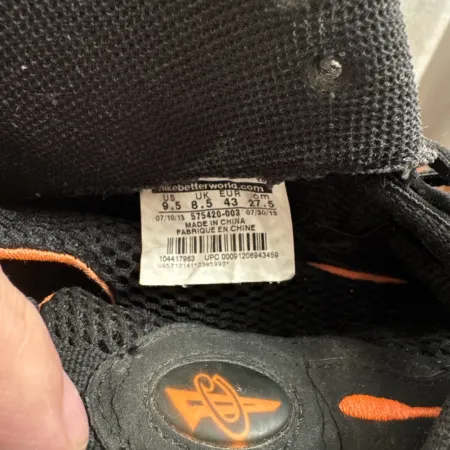 nikebetterworld.com
US UK EUR cm
9.5 8.5 43 27.5
07/10/13 575420-003 07/30/13
MADE IN CHINA
FABRIQUE EN CHINE
104417963 UPC 00091206943459